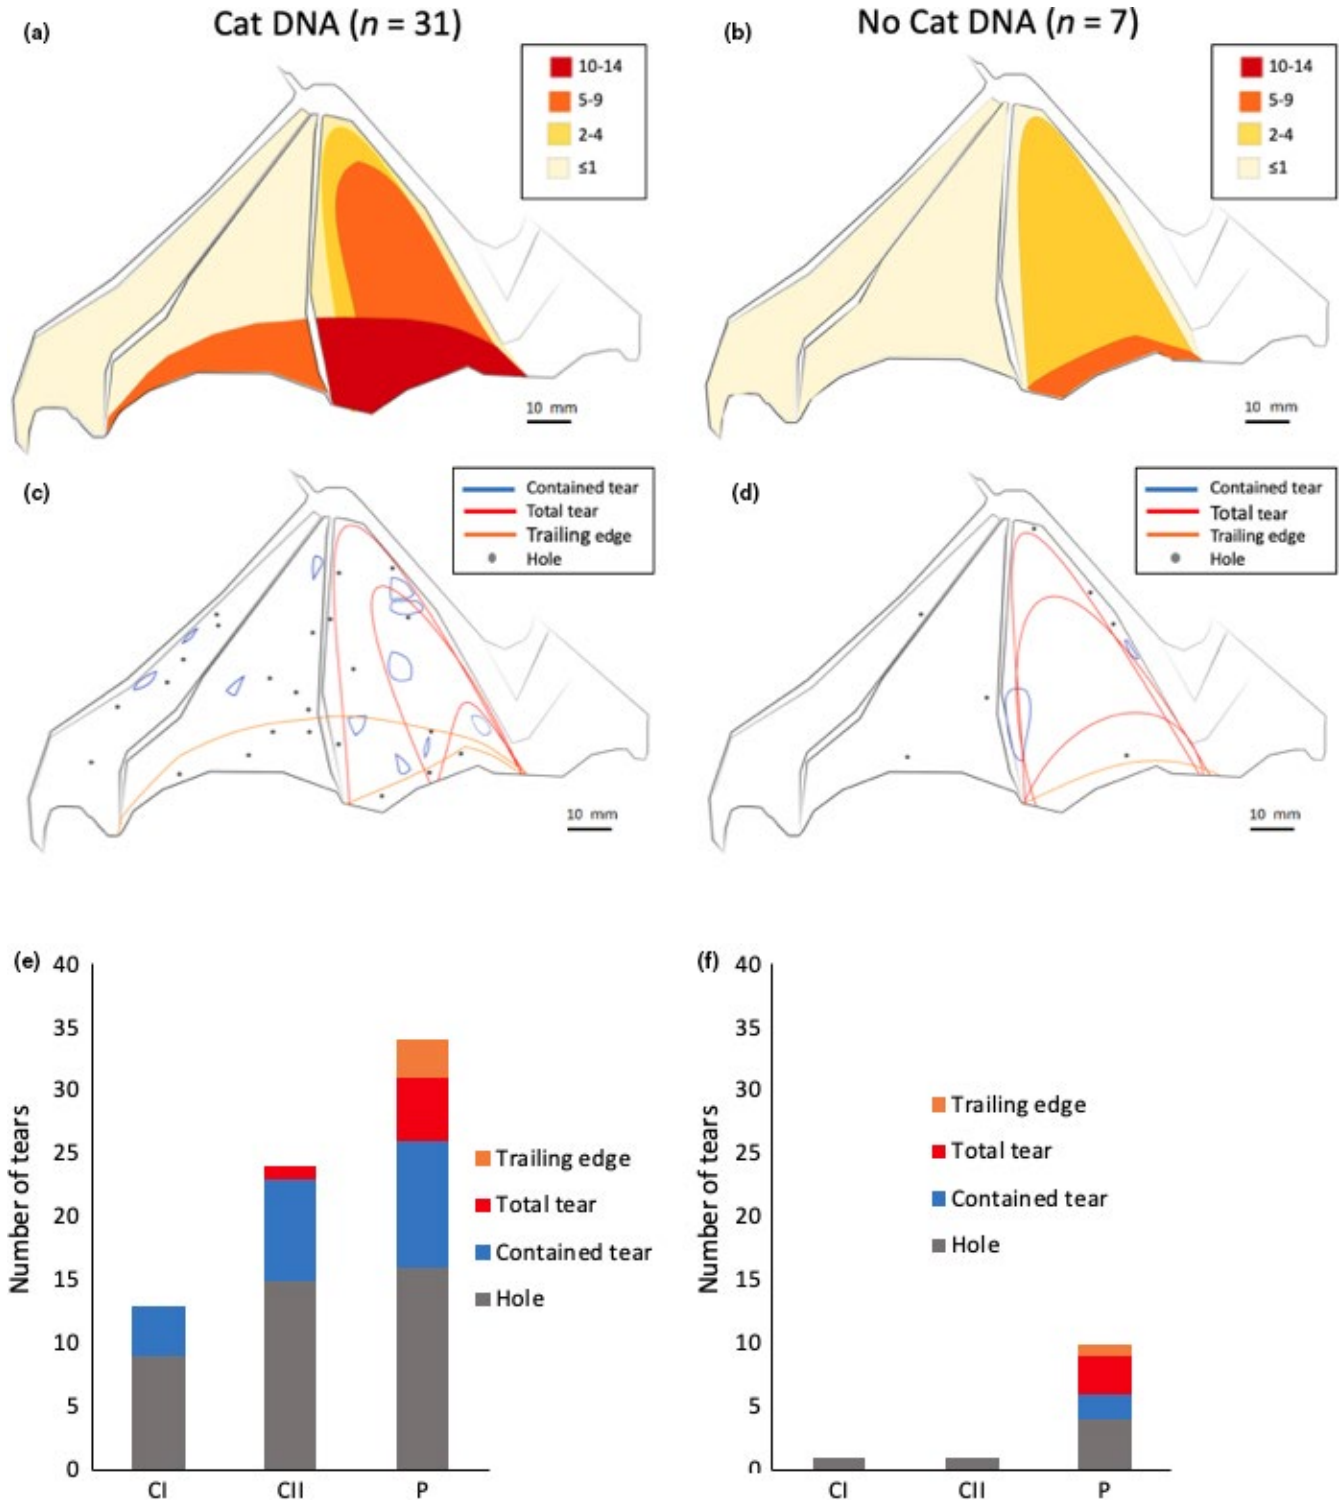 (a) Cat DNA (n = 31)
10-14
5-9
2-4
≤1
10 mm
(b) No Cat DNA (n = 7)
10-14
5-9
2-4
≤1
10 mm
(c)
Contained tear
Total tear
Trailing edge
Hole
10 mm
(d)
Contained tear
Total tear
Trailing edge
Hole
10 mm
(e)
Number of tears
40
35
30
25
20
15
10
5
0
CI CII P
Trailing edge
Total tear
Contained tear
Hole
(f)
Number of tears
40
35
30
25
20
15
10
5
0
CI CII P
Trailing edge
Total tear
Contained tear
Hole